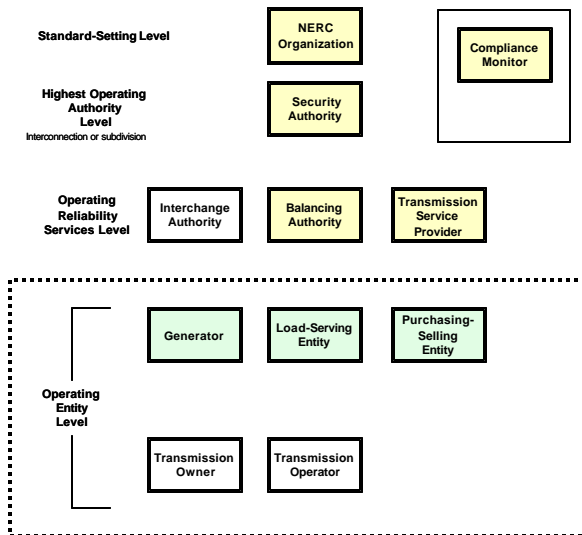 Standard-Setting Level
NERC
Organization
Compliance
Monitor
Highest Operating
Authority
Level
Interconnection or subdivision
Security
Authority
Operating
Reliability
Services Level
Interchange
Authority
Balancing
Authority
Transmission
Service
Provider
Operating
Entity
Level
Generator
Load-Serving
Entity
Purchasing-
Selling
Entity
Transmission
Owner
Transmission
Operator